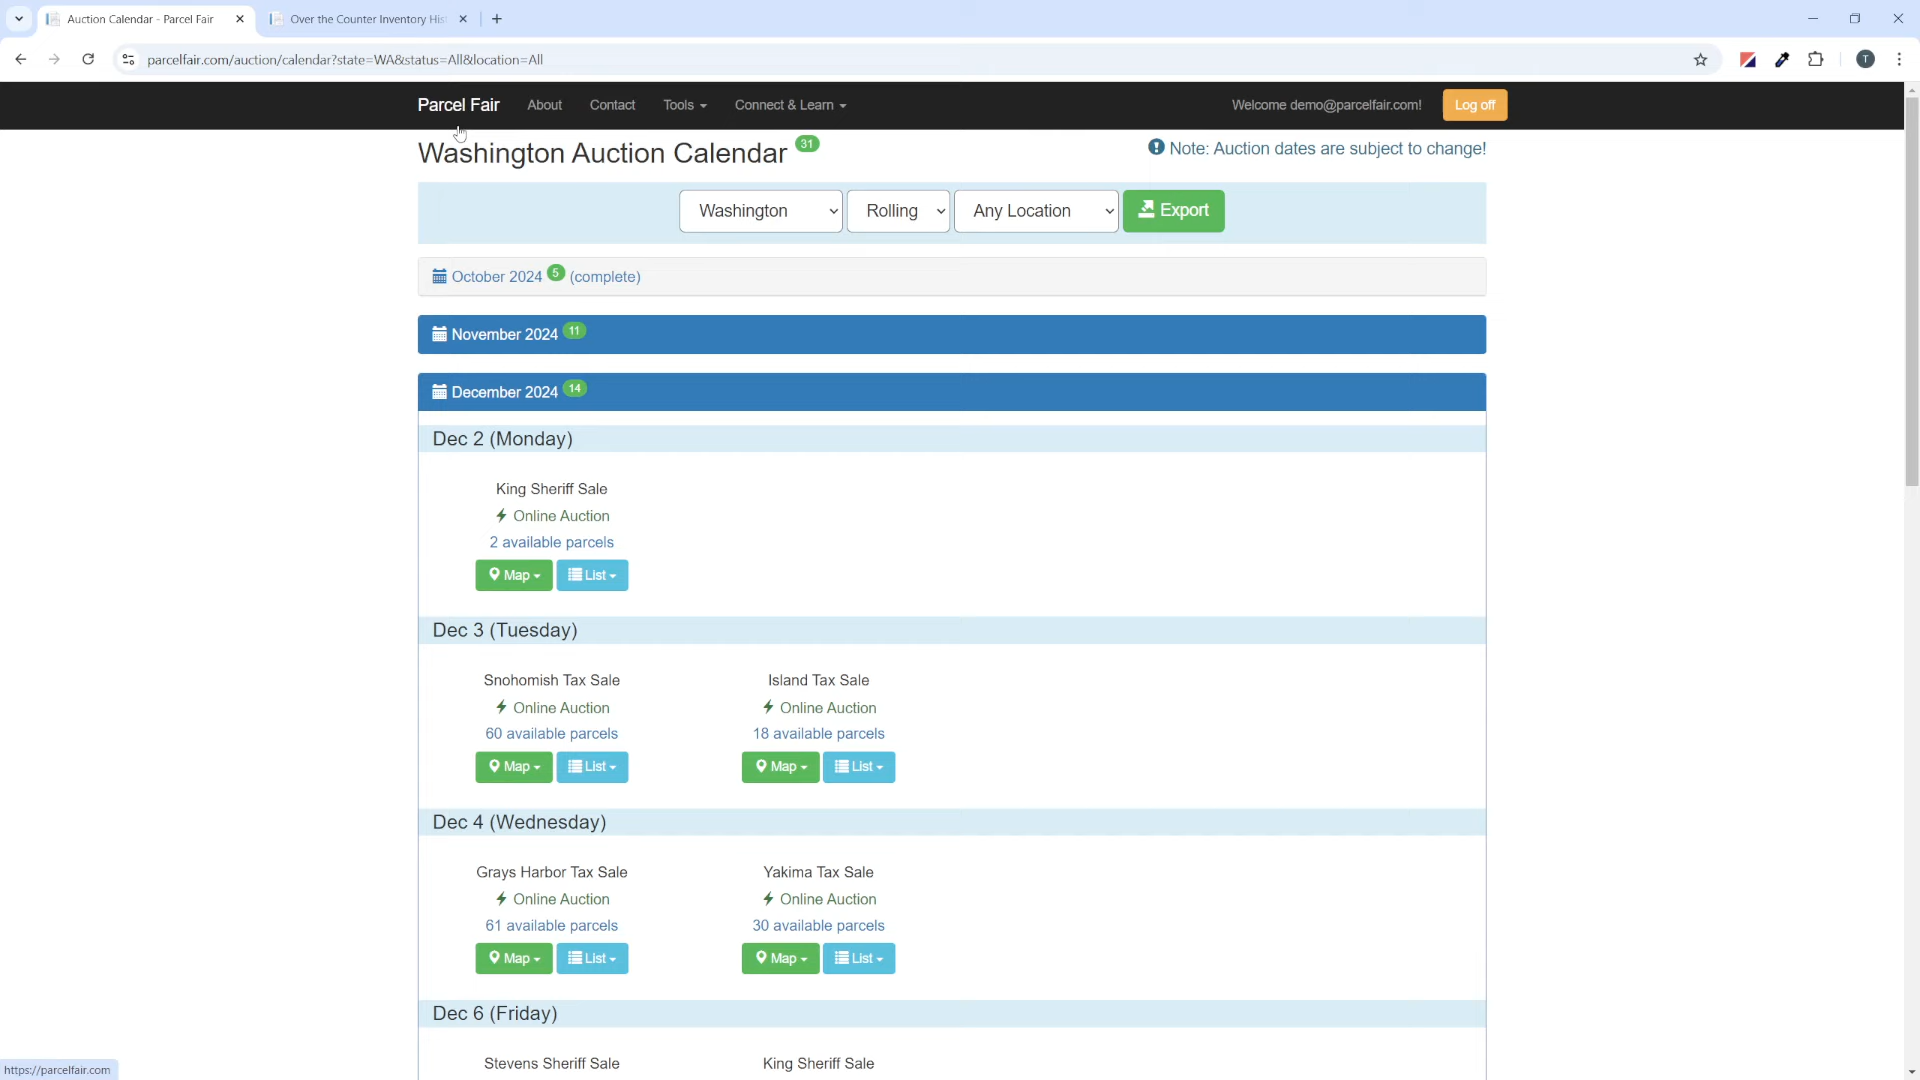 Auction Calendar - Parcel Fair
Over the Counter Inventory His
parcelfair.com/auction/calendar?state=WA&status=All&location=All
T
Parcel Fair
About
Contact
Tools
Connect & Learn
Welcome demo@parcelfair.com!
Log off
Washington Auction Calendar 31
Note: Auction dates are subject to change!
Washington
Rolling
Any Location
Export
October 2024 5 (complete)
November 2024 11
December 2024 14
Dec 2 (Monday)
King Sheriff Sale
Online Auction
2 available parcels
Map
List
Dec 3 (Tuesday)
Snohomish Tax Sale
Online Auction
60 available parcels
Map
List
Island Tax Sale
Online Auction
18 available parcels
Map
List
Dec 4 (Wednesday)
Grays Harbor Tax Sale
Online Auction
61 available parcels
Map
List
Yakima Tax Sale
Online Auction
30 available parcels
Map
List
Dec 6 (Friday)
Stevens Sheriff Sale
King Sheriff Sale
https://parcelfair.com